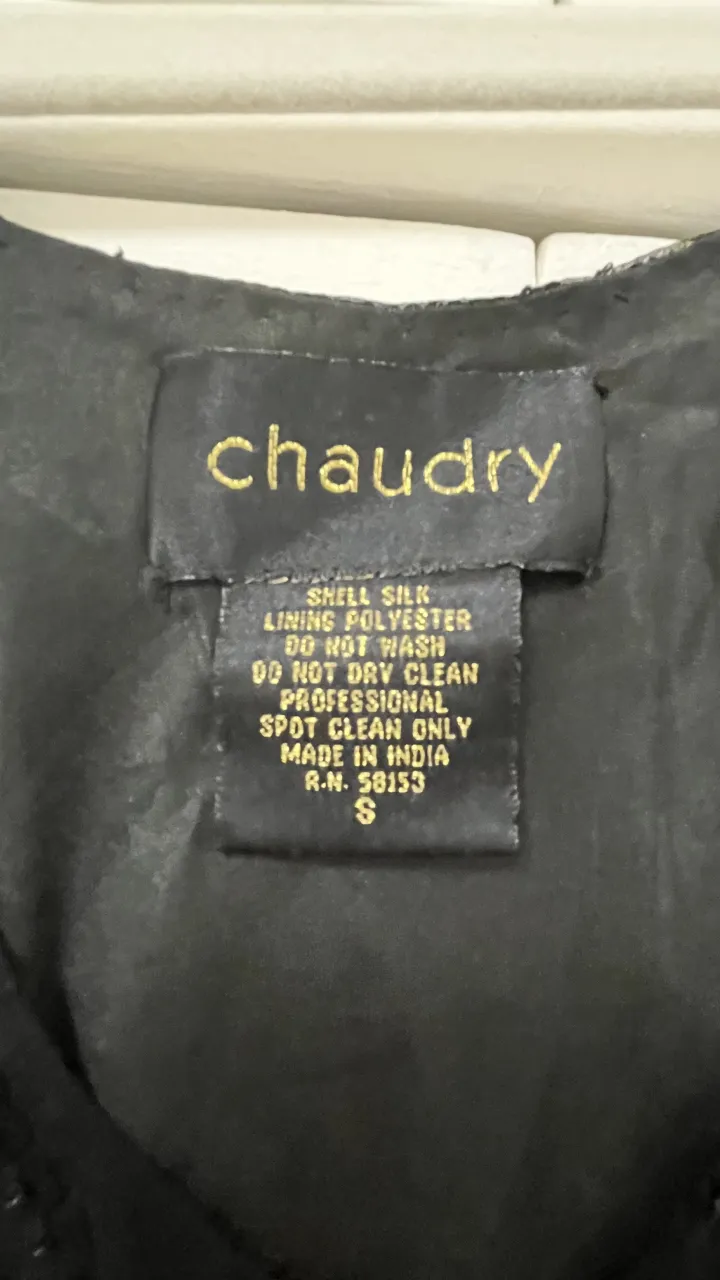 chaudry
SHELL SILK
LINING POLYESTER
DO NOT WASH
DO NOT DRY CLEAN
PROFESSIONAL
SPOT CLEAN ONLY
MADE IN INDIA
R.N. 58153
S